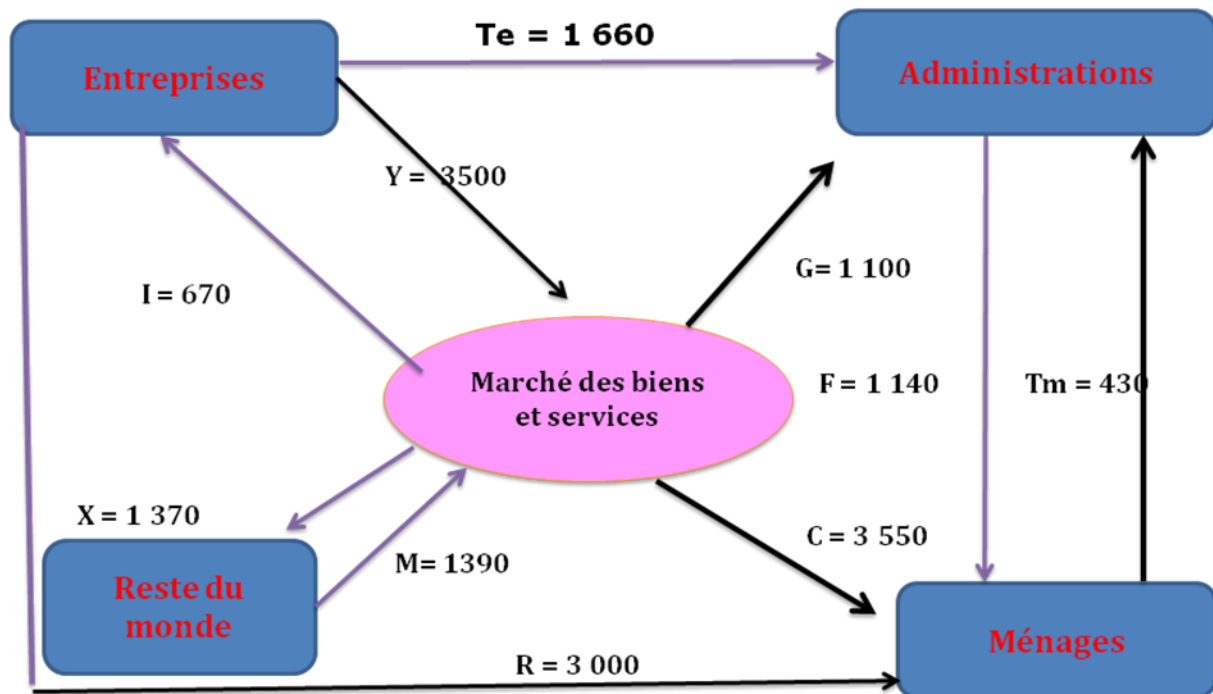 Te = 1 660
Entreprises
Administrations
Y = 3500
G= 1 100
I = 670
Marché des biens
et services
F = 1 140
Tm = 430
X = 1 370
C = 3 550
M= 1390
Reste du
monde
Ménages
R = 3 000